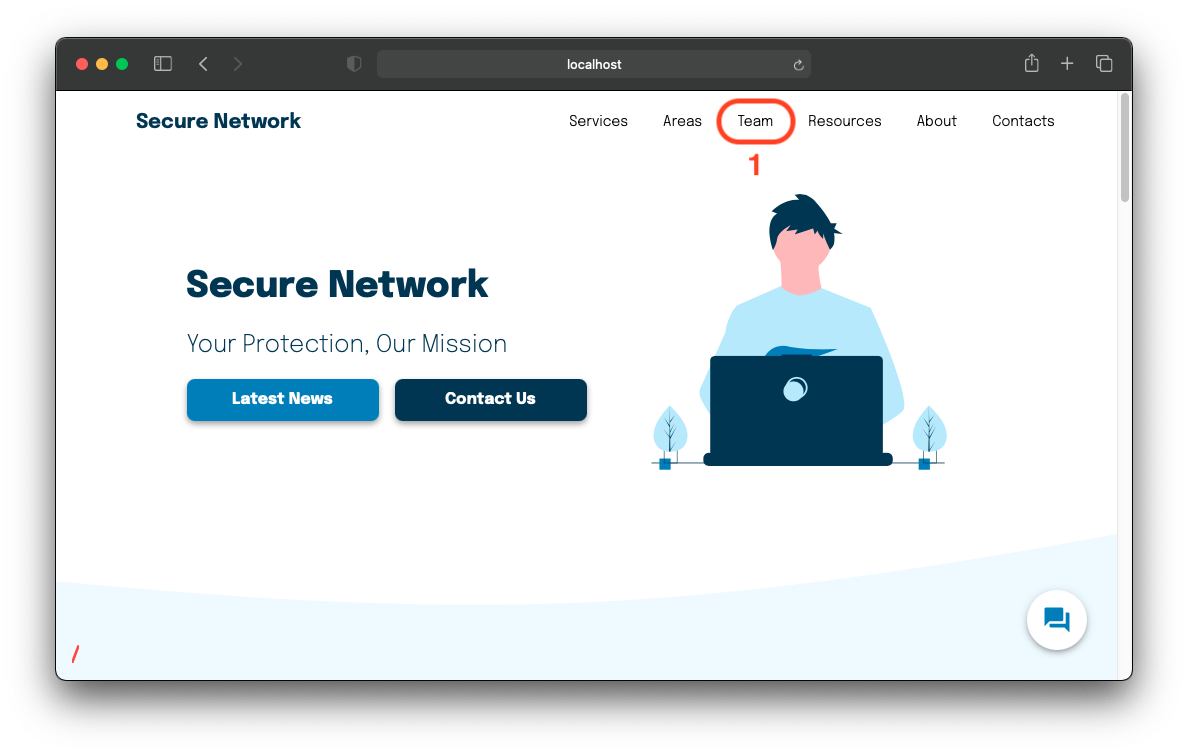 localhost
Secure Network Services Areas Team Resources About Contacts
1
Secure Network
Your Protection, Our Mission
Latest News Contact Us
/